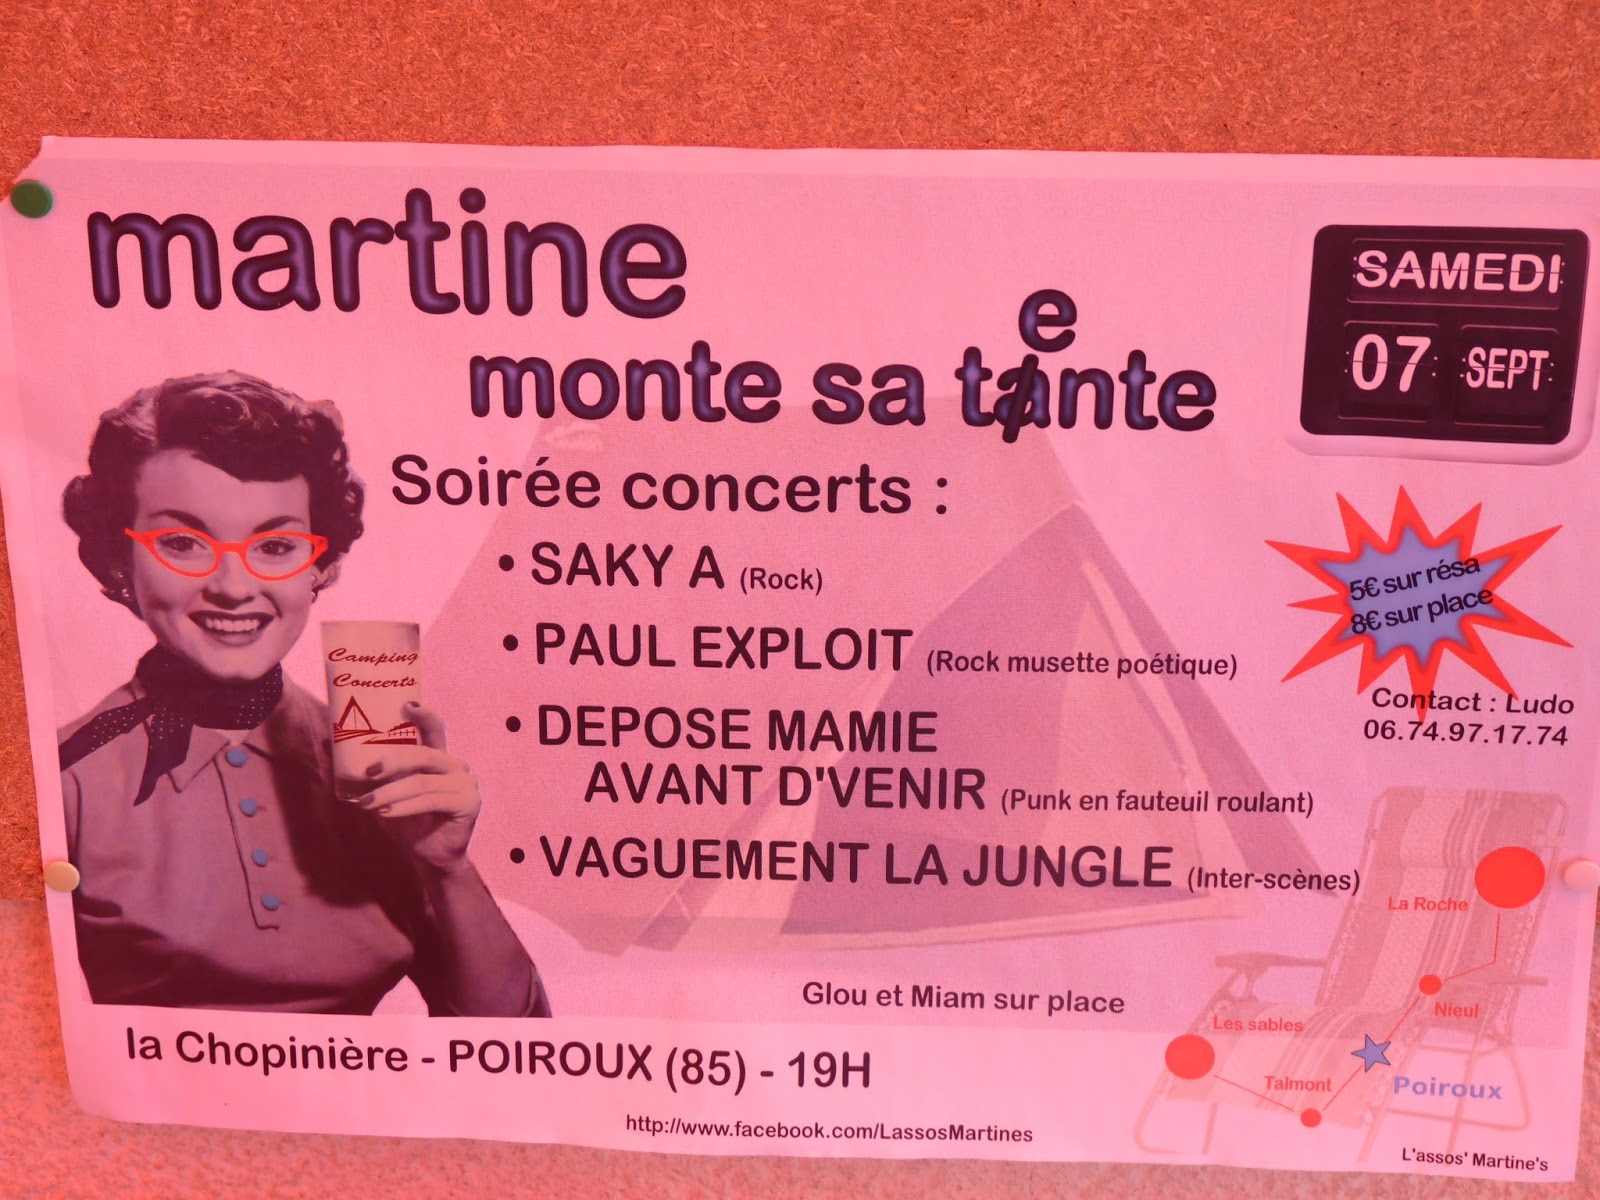 martine
monte sa tante
e
SAMEDI
07 SEPT
Soirée concerts :
• SAKY A (Rock)
• PAUL EXPLOIT (Rock musette poétique)
• DEPOSE MAMIE
AVANT D'VENIR (Punk en fauteuil roulant)
• VAGUEMENT LA JUNGLE (Inter-scènes)
Camping
Concerts
5€ sur résa
8€ sur place
Contact : Ludo
06.74.97.17.74
La Roche
Nieul
Les sables
Talmont
Poiroux
Glou et Miam sur place
la Chopinière - POIROUX (85) - 19H
http://www.facebook.com/LassosMartines
L'assos' Martine's